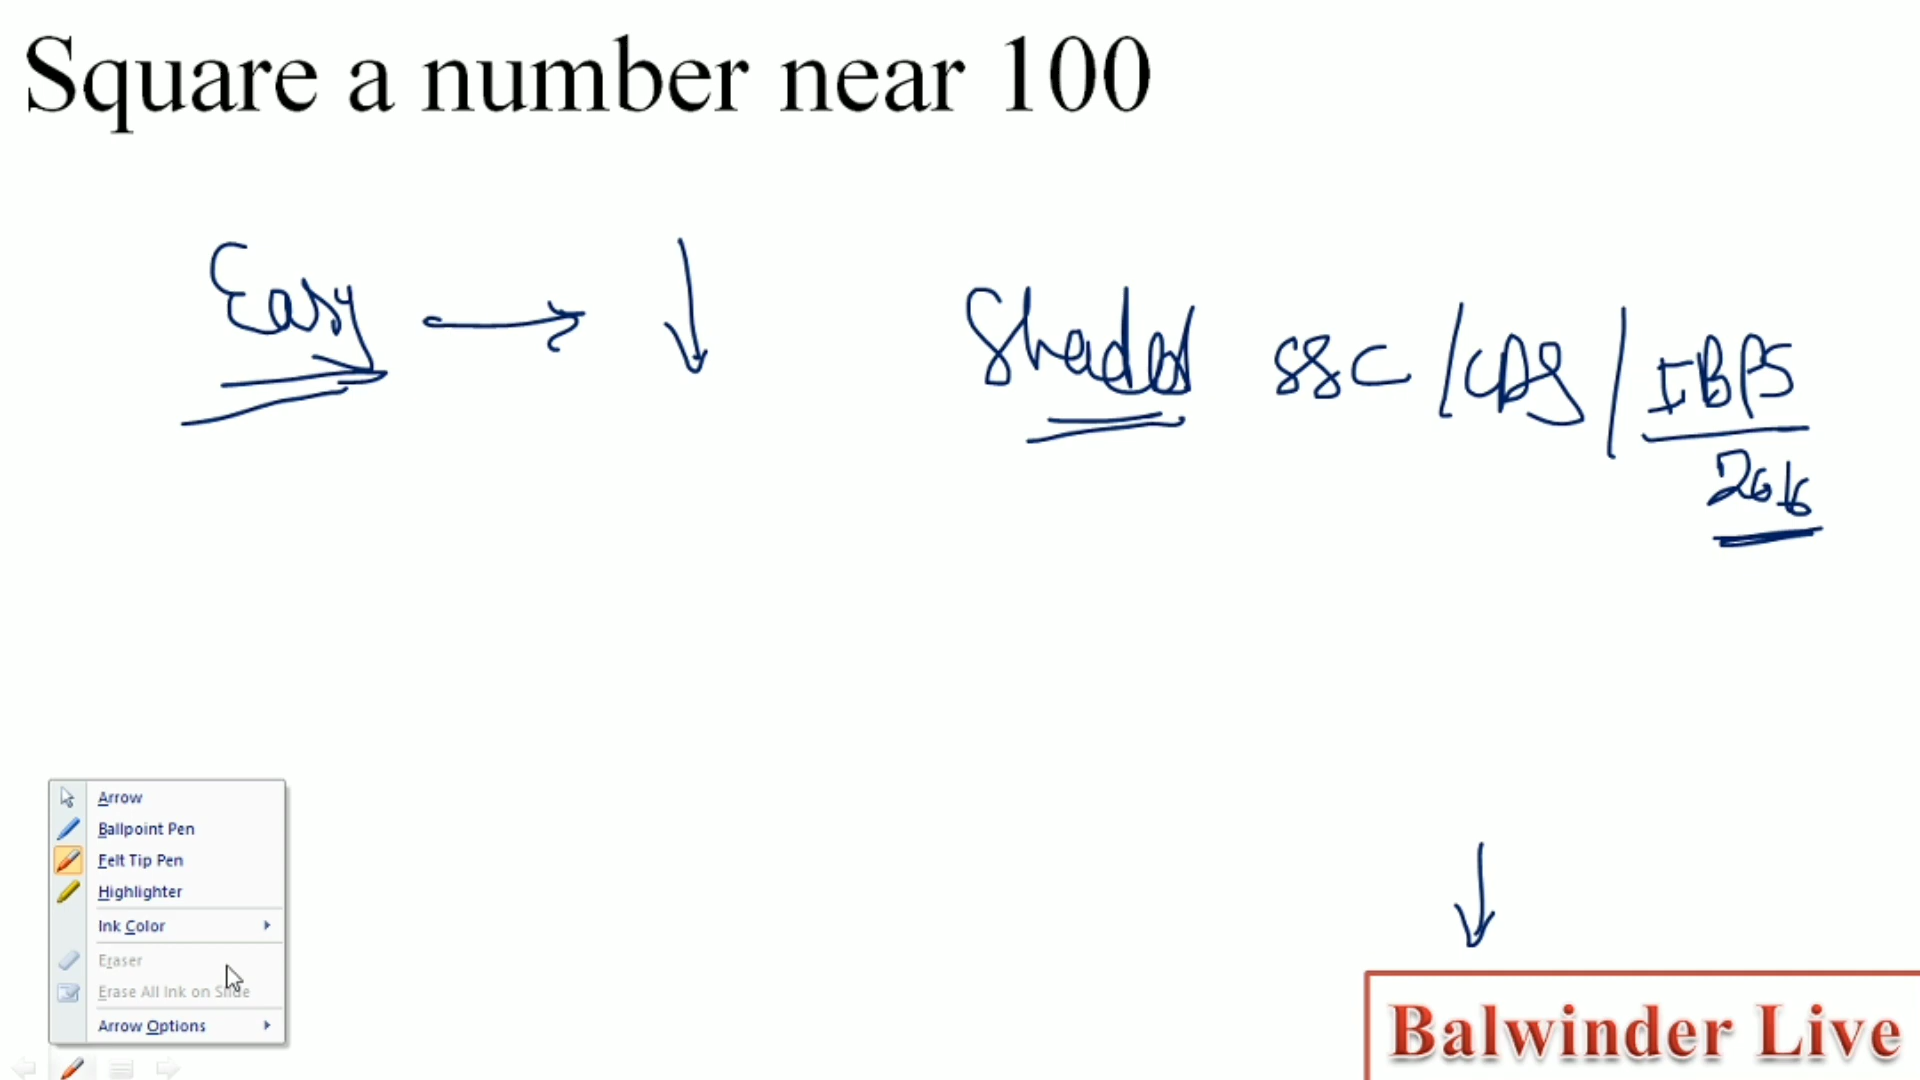 Square a number near 100
Easy
SSC / CDS / IBPS
2016
Arrow
Ballpoint Pen
Felt Tip Pen
Highlighter
Ink Color
Eraser
Erase All Ink on Slide
Arrow Options
Balwinder Live